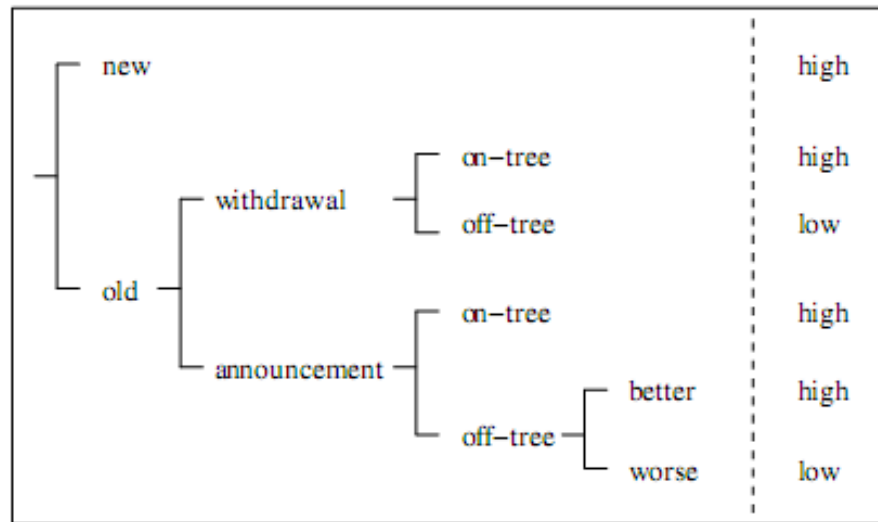 new high
on-tree high
withdrawal
off-tree low
old
on-tree high
announcement
better high
off-tree
worse low